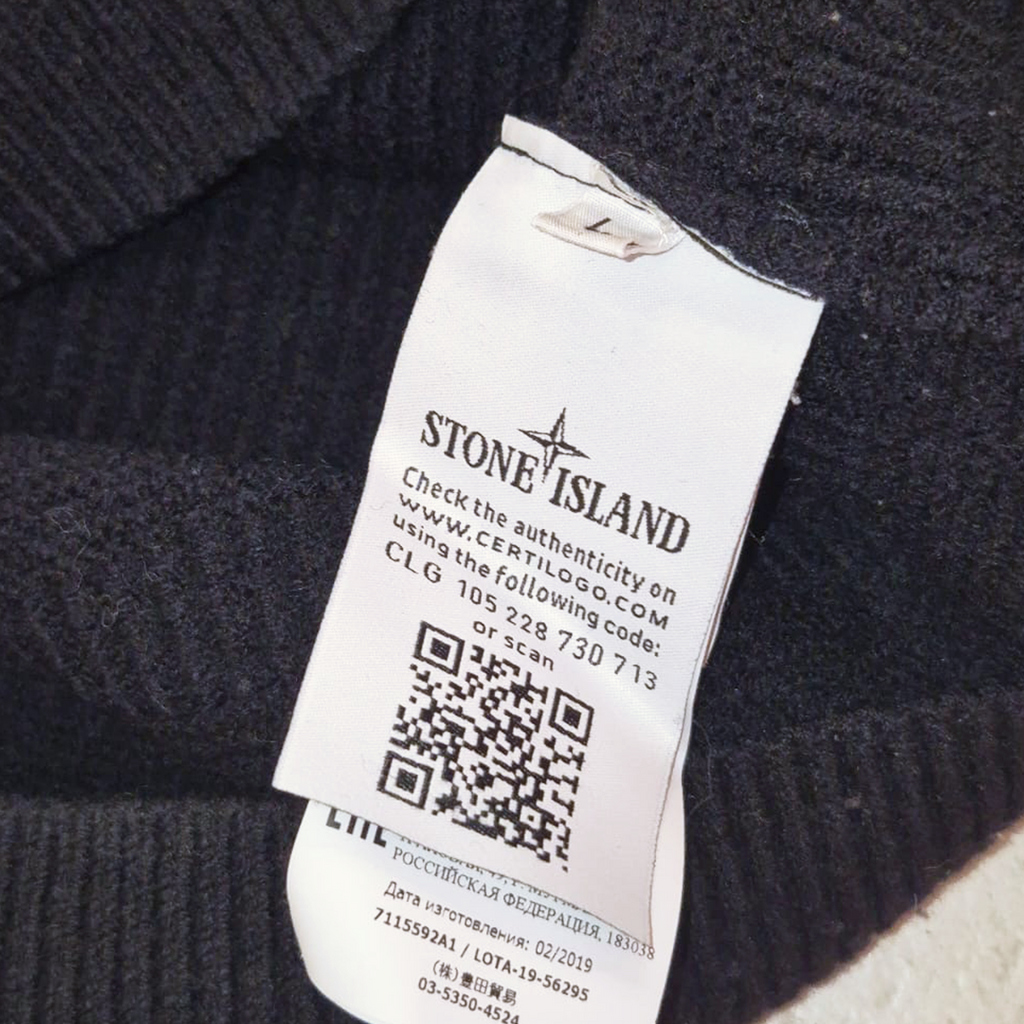 L
STONE ISLAND
Check the authenticity on
WWW.CERTILOGO.COM
using the following code:
CLG 105 228 730 713
or scan
РОССИЙСКАЯ ФЕДЕРАЦИЯ, 183038
Дата изготовления: 02/2019
7115592A1 / LOTA-19-56295
(株)豊田貿易
03-5350-4524